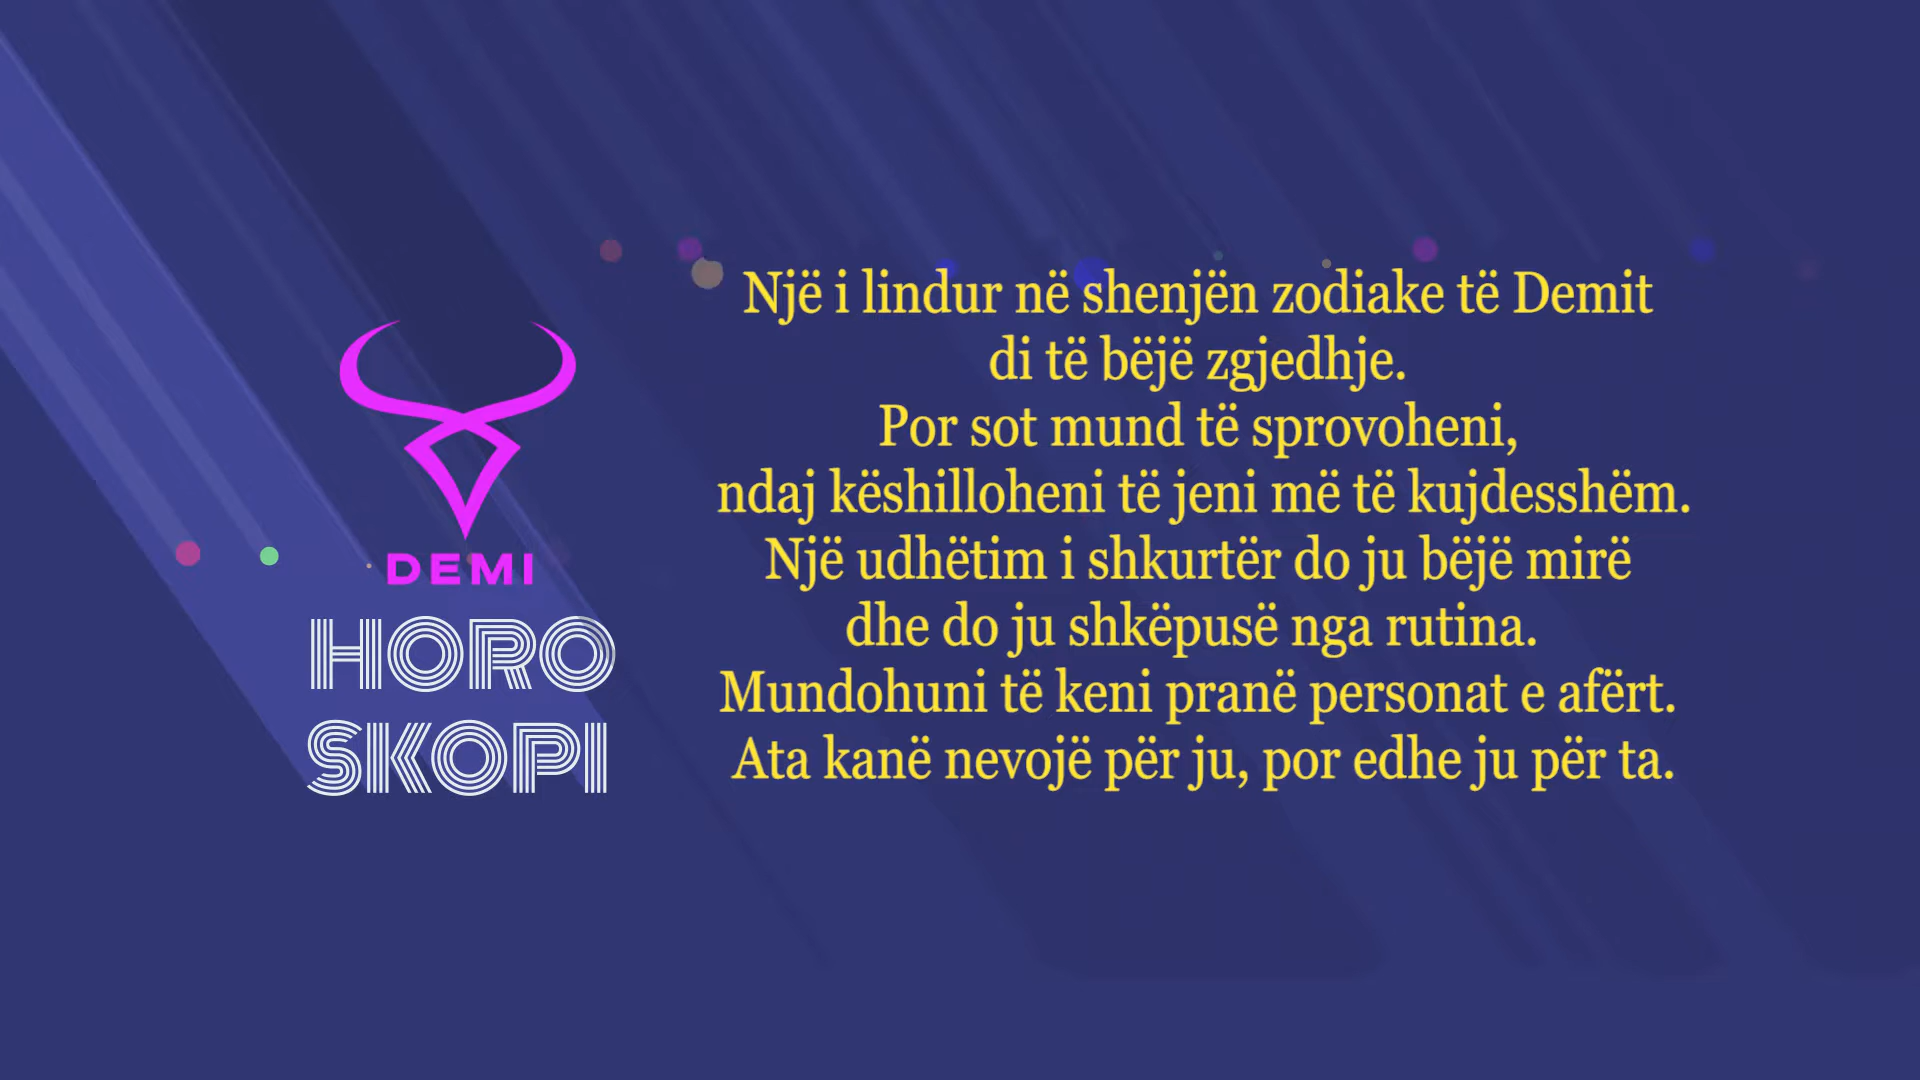 DEMI
HORO
SKOPI
Një i lindur në shenjën zodiake të Demit
di të bëjë zgjedhje.
Por sot mund të sprovoheni,
ndaj këshilloheni të jeni më të kujdesshëm.
Një udhëtim i shkurtër do ju bëjë mirë
dhe do ju shkëpusë nga rutina.
Mundohuni të keni pranë personat e afërt.
Ata kanë nevojë për ju, por edhe ju për ta.